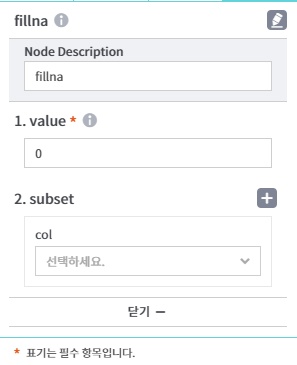 fillna
Node Description
fillna
1. value *
0
2. subset
col
선택하세요.
닫기
* 표기는 필수 항목입니다.